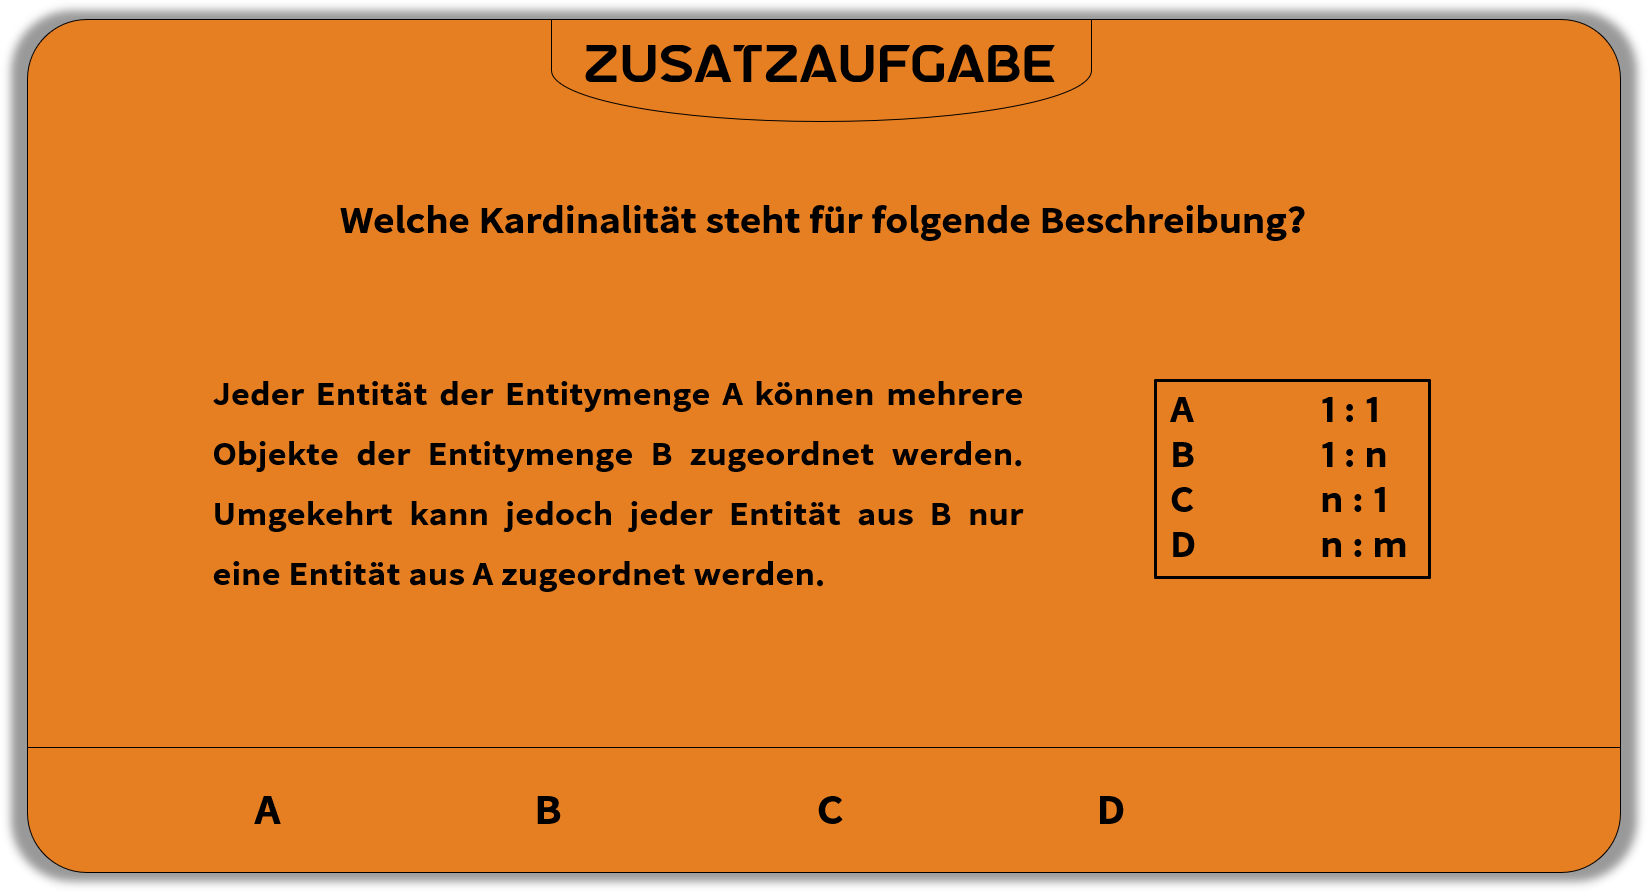 ZUSATZAUFGABE
Welche Kardinalität steht für folgende Beschreibung?
Jeder Entität der Entitymenge A können mehrere
Objekte der Entitymenge B zugeordnet werden.
Umgekehrt kann jedoch jeder Entität aus B nur
eine Entität aus A zugeordnet werden.
A 1 : 1
B 1 : n
C n : 1
D n : m
A B C D